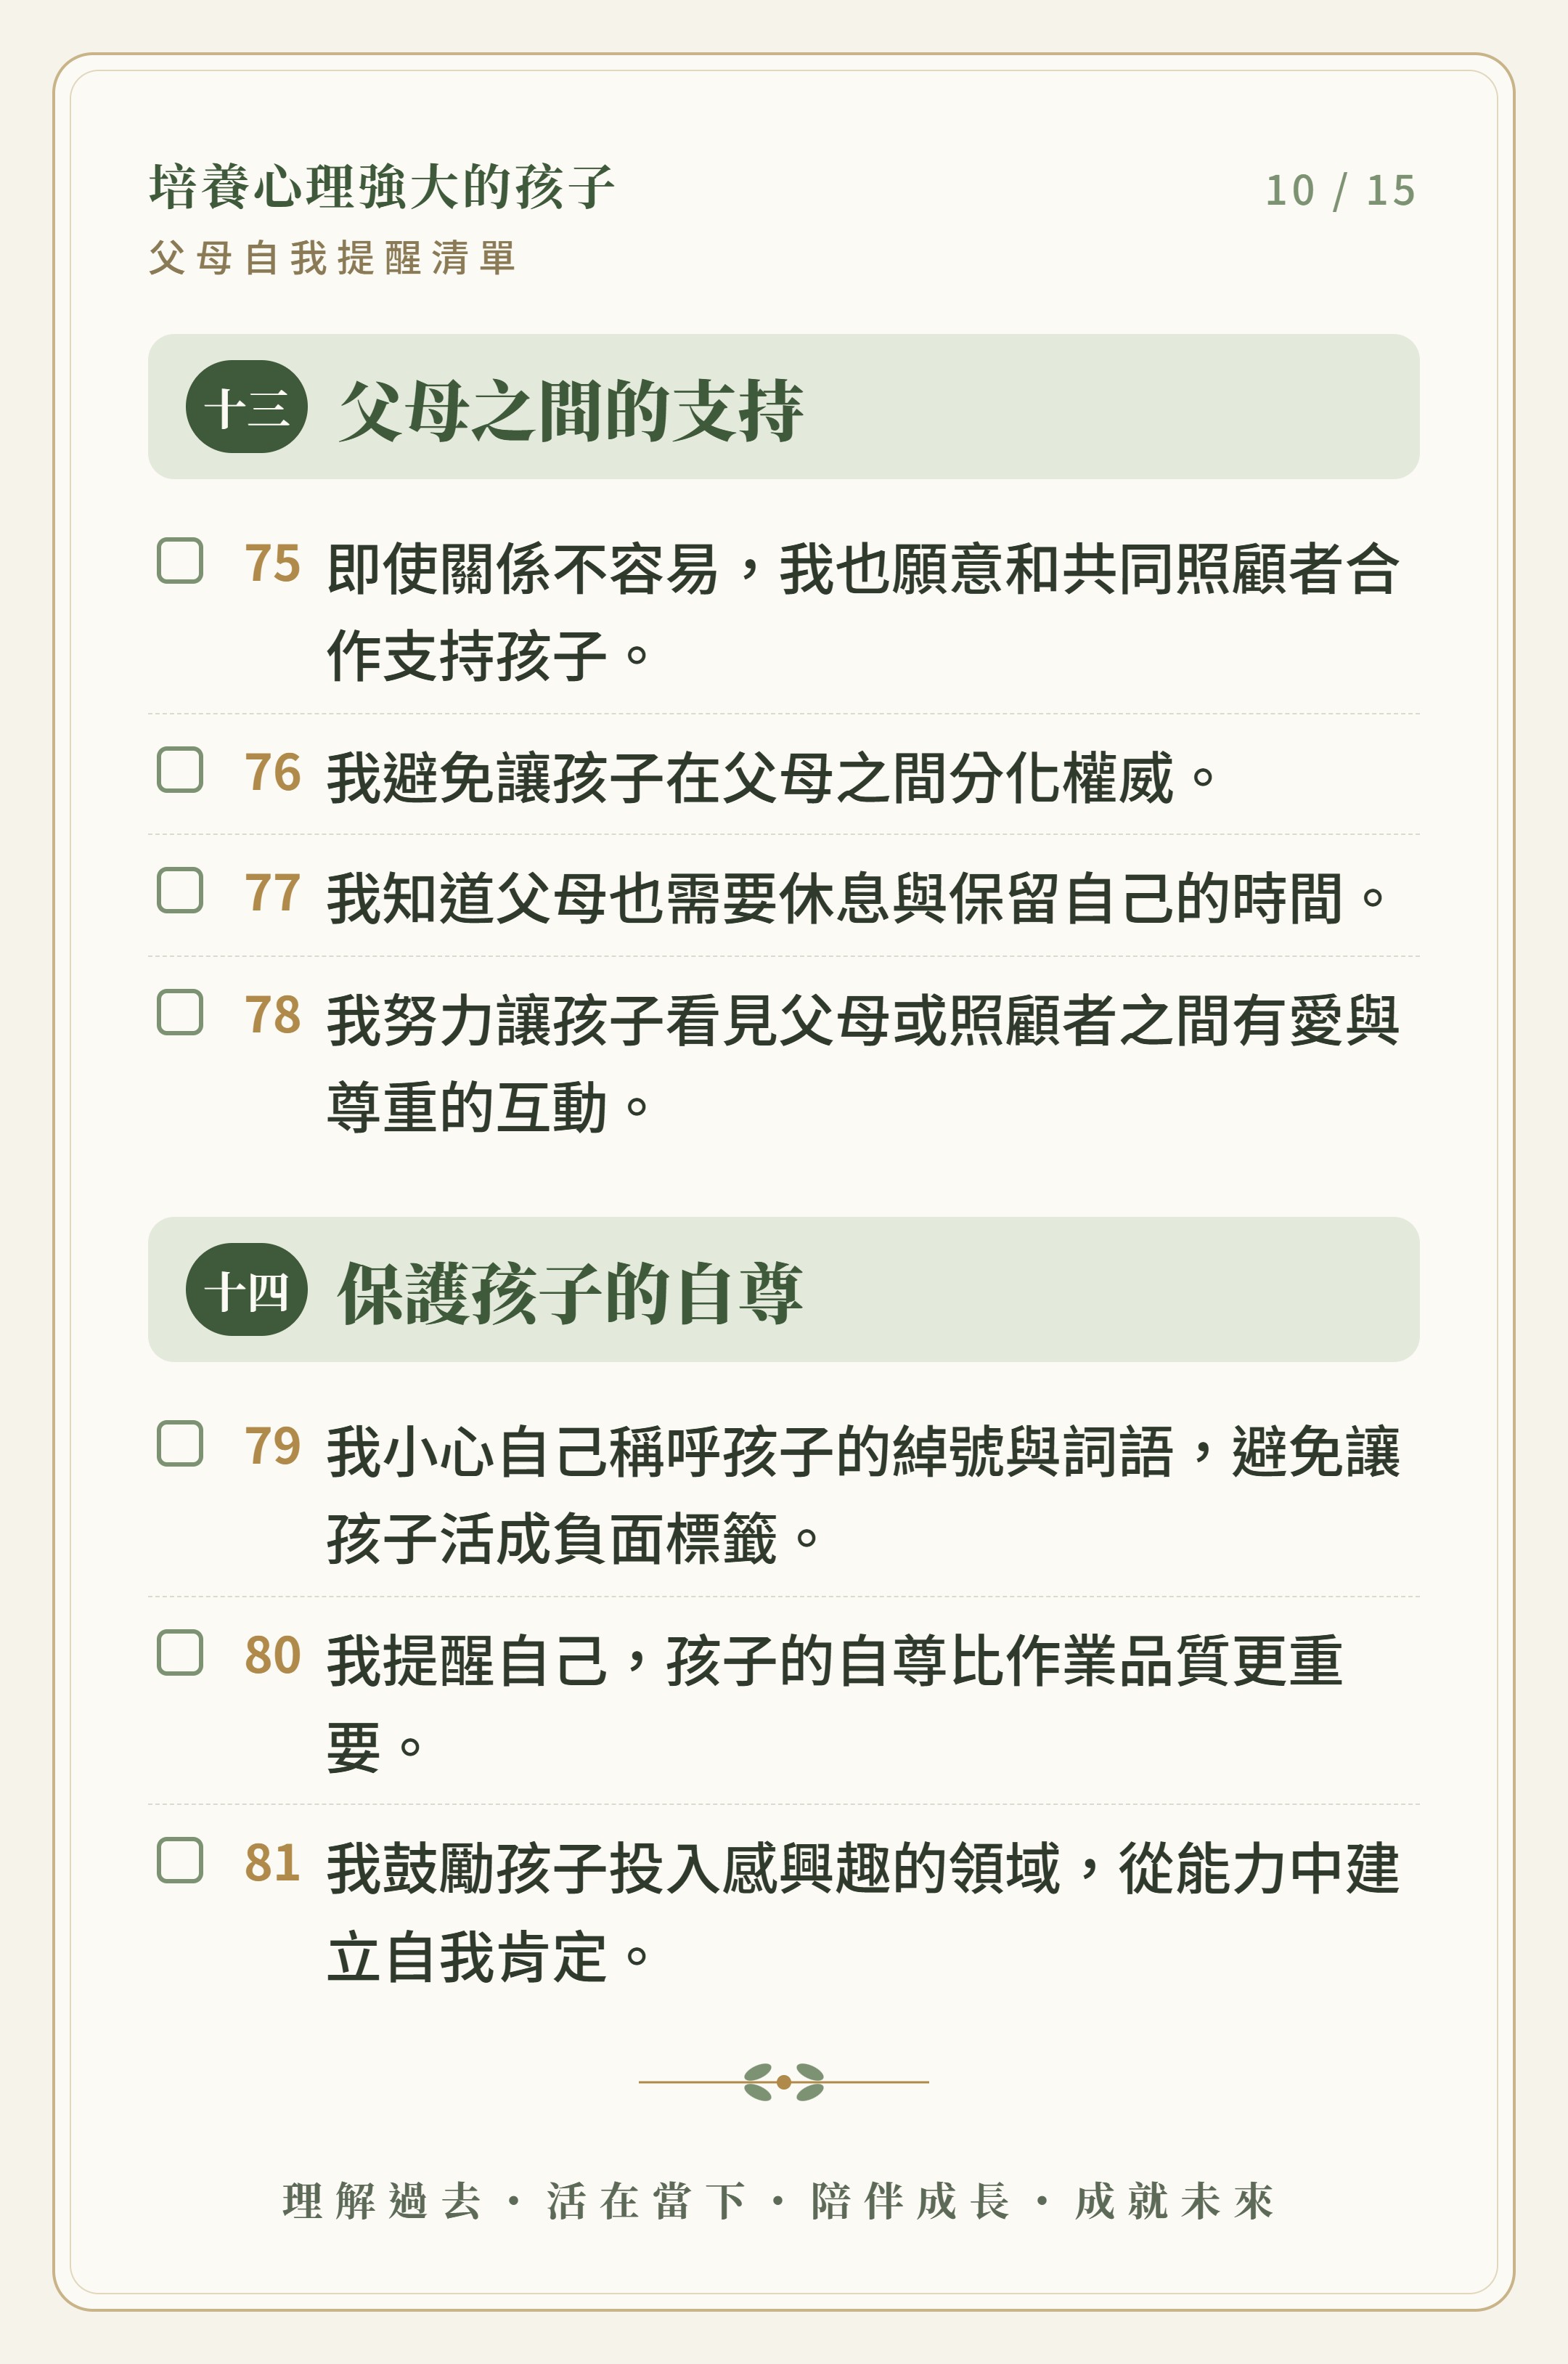 培養心理強大的孩子
10 / 15
父母自我提醒清單
十三 父母之間的支持
75 即使關係不容易，我也願意和共同照顧者合
作支持孩子。
76 我避免讓孩子在父母之間分化權威。
77 我知道父母也需要休息與保留自己的時間。
78 我努力讓孩子看見父母或照顧者之間有愛與
尊重的互動。
十四 保護孩子的自尊
79 我小心自己稱呼孩子的綽號與詞語，避免讓
孩子活成負面標籤。
80 我提醒自己，孩子的自尊比作業品質更重
要。
81 我鼓勵孩子投入感興趣的領域，從能力中建
立自我肯定。
理解過去・活在當下・陪伴成長・成就未來